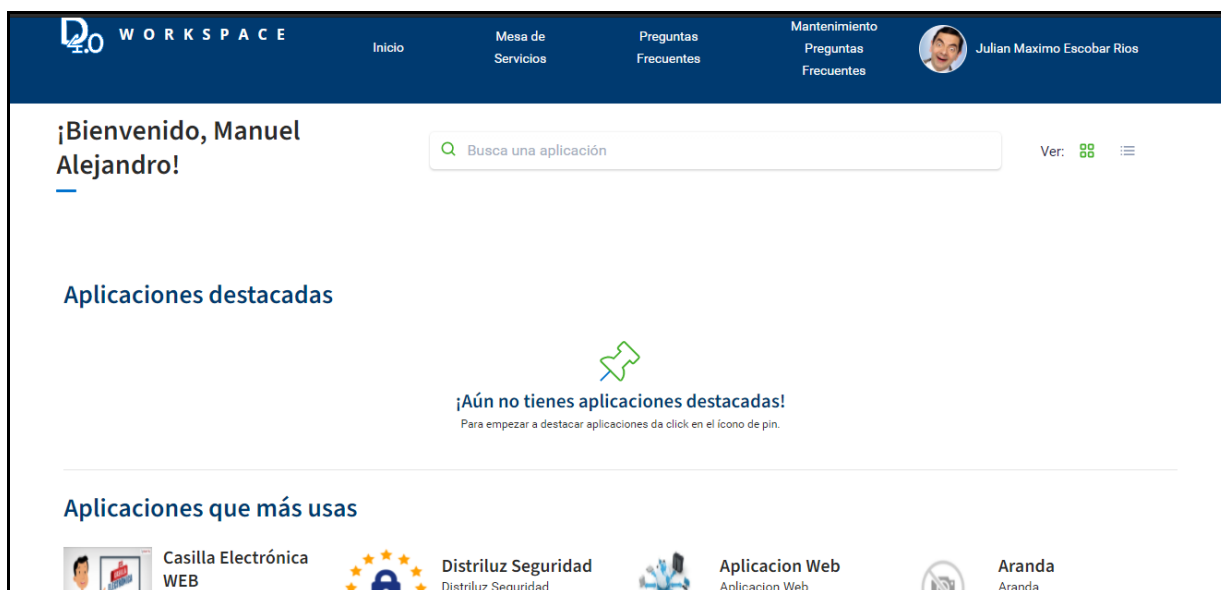 D4.0 WORKSPACE
Inicio
Mesa de
Servicios
Preguntas
Frecuentes
Mantenimiento
Preguntas
Frecuentes
Julian Maximo Escobar Rios
¡Bienvenido, Manuel
Alejandro!
Busca una aplicación
Ver:
Aplicaciones destacadas
¡Aún no tienes aplicaciones destacadas!
Para empezar a destacar aplicaciones da click en el ícono de pin.
Aplicaciones que más usas
Casilla Electrónica
WEB
Distriluz Seguridad
Distriluz Seguridad
Aplicacion Web
Aplicacion Web
Aranda
Aranda